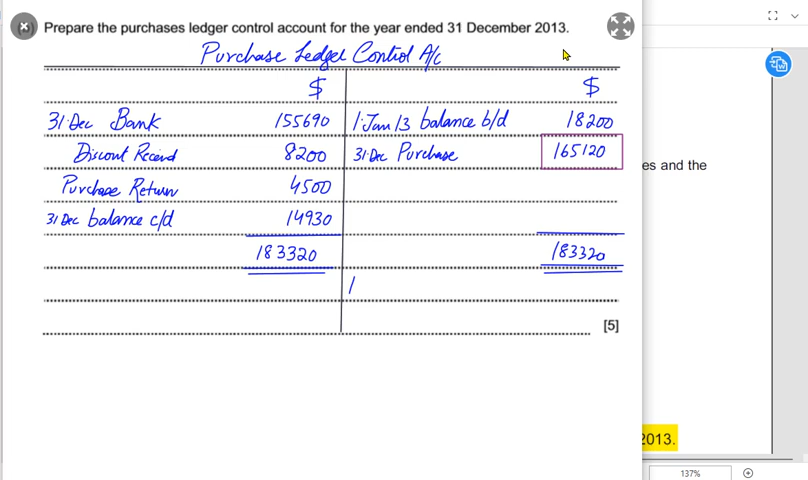 Prepare the purchases ledger control account for the year ended 31 December 2013.
Purchase Ledger Control A/c
$ $
31·Dec Bank 155690 1·Jan 13 balance b/d 18200
Discout Recevd 8200 31·Dec Purchase 165120
es and the
Purchase Return 4500
31 Dec balance c/d 14930
183320 183320
1
[5]
2013.
137%